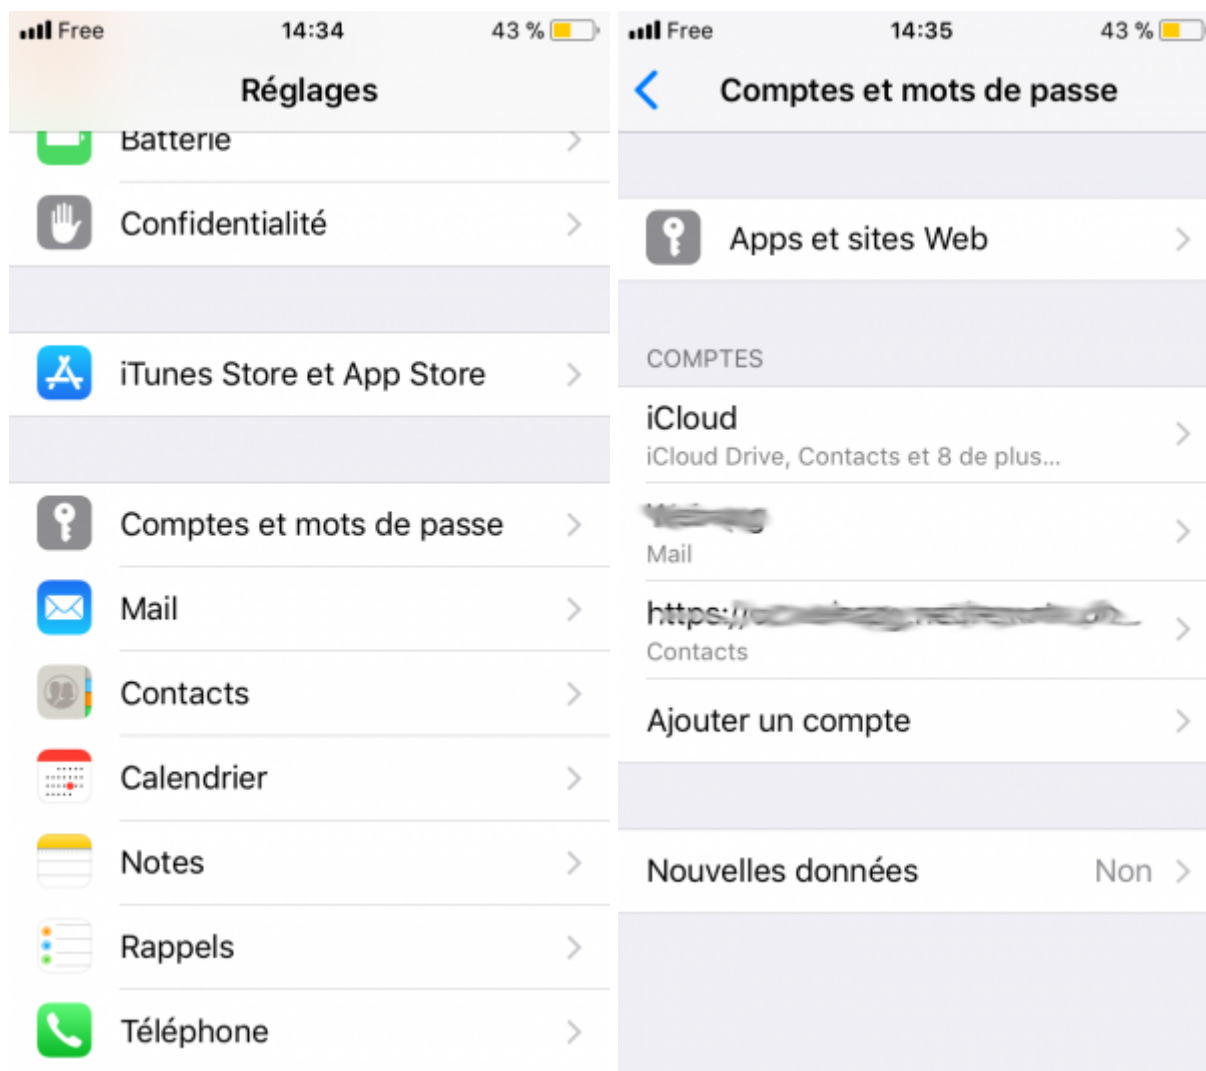 Free 14:34 43 %
Réglages
Batterie
Confidentialité
iTunes Store et App Store
Comptes et mots de passe
Mail
Contacts
Calendrier
Notes
Rappels
Téléphone
Free 14:35 43 %
Comptes et mots de passe
Apps et sites Web
COMPTES
iCloud
iCloud Drive, Contacts et 8 de plus...
Mail
https://
Contacts
Ajouter un compte
Nouvelles données Non